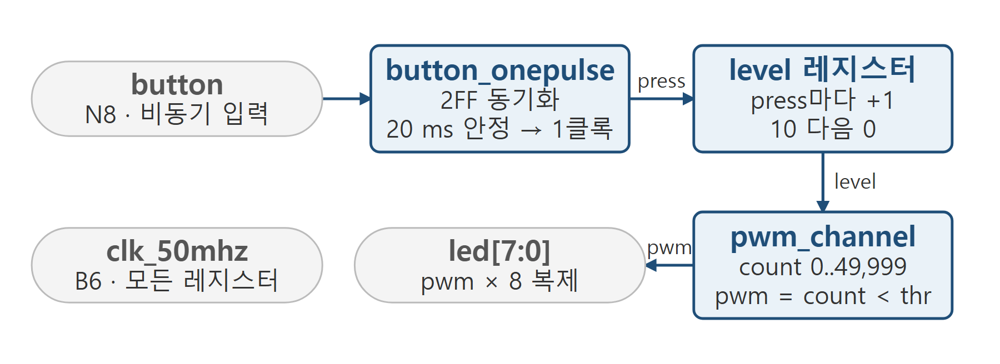 button
N8 · 비동기 입력
button_onepulse
2FF 동기화
20 ms 안정 → 1클록
press
level 레지스터
press마다 +1
10 다음 0
level
clk_50mhz
B6 · 모든 레지스터
led[7:0]
pwm × 8 복제
pwm
pwm_channel
count 0..49,999
pwm = count < thr